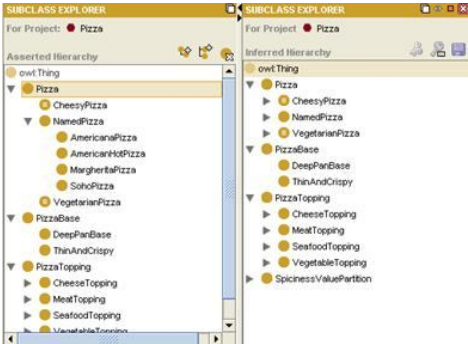 SUBCLASS EXPLORER
For Project: Pizza
Asserted Hierarchy
owl:Thing
Pizza
CheesyPizza
NamedPizza
AmericanaPizza
AmericanHotPizza
MargheritaPizza
SohoPizza
VegetarianPizza
PizzaBase
DeepPanBase
ThinAndCrispy
PizzaTopping
CheeseTopping
MeatTopping
SeafoodTopping
VegetableTopping
SUBCLASS EXPLORER
For Project: Pizza
Inferred Hierarchy
owl:Thing
Pizza
CheesyPizza
NamedPizza
VegetarianPizza
PizzaBase
DeepPanBase
ThinAndCrispy
PizzaTopping
CheeseTopping
MeatTopping
SeafoodTopping
VegetableTopping
SpicinessValuePartition